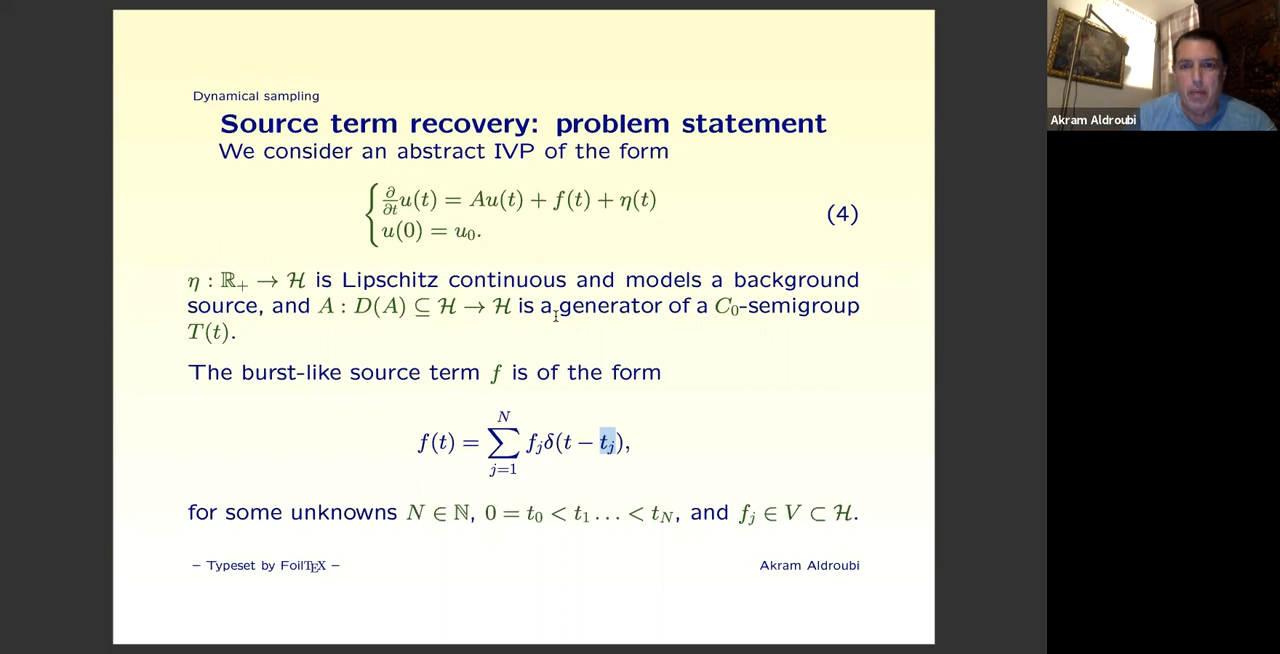 Dynamical sampling
Source term recovery: problem statement
We consider an abstract IVP of the form
∂/∂t u(t) = Au(t) + f(t) + η(t)
u(0) = u₀.
(4)
η : ℝ₊ → ℋ is Lipschitz continuous and models a background
source, and A : D(A) ⊆ ℋ → ℋ is a generator of a C₀-semigroup
T(t).
The burst-like source term f is of the form
f(t) = ∑_{j=1}^{N} f_j δ(t − t_j),
for some unknowns N ∈ ℕ, 0 = t₀ < t₁ … < t_N, and f_j ∈ V ⊂ ℋ.
– Typeset by FoilTEX –
Akram Aldroubi
Akram Aldroubi